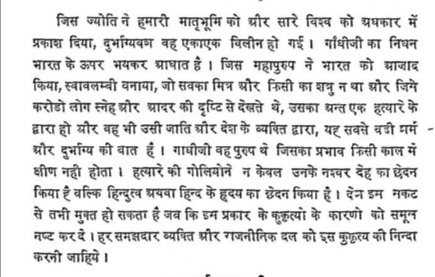 जिस ज्योति ने हमारी मातृभूमि को और सारे विश्व को अधकार में
प्रकाश दिया, दुर्भाग्यवश वह एकाएक विलीन हो गई । गाँधीजी का निधन
भारत के ऊपर भयकर आघात है । जिस महापुरुष ने भारत को आजाद
किया, स्वावलम्बी बनाया, जो सबका मित्र और किसी का शत्रु न था और जिसे
करोडो लोग स्नेह और आदर की दृष्टि से देखते थे, उसका अन्त एक हत्यारे के
द्वारा हो और वह भी उसी जाति और देश के व्यक्ति द्वारा, यह सबसे बडी शर्म
और दुर्भाग्य की बात है । गाधीजी वह पुरुष थे जिसका प्रभाव किसी काल में
क्षीण नही होता । हत्यारे की गोलियोने न केवल उनके नश्वर देह का छेदन
किया है बल्कि हिन्दुत्व अथवा हिन्द के हृदय का छेदन किया है । देश इस सकट
से तभी मुक्त हो सकता है जब कि इस प्रकार के कुकृत्यो के कारणो को समूल
नष्ट कर दे । हर समझदार व्यक्ति और राजनीतिक दल को इस कुकृत्य की निन्दा
करनी चाहिये ।